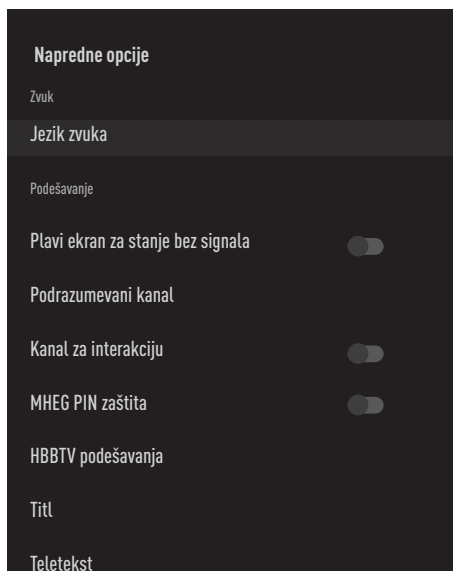 Napredne opcije
Zvuk
Jezik zvuka
Podešavanje
Plavi ekran za stanje bez signala
Podrazumevani kanal
Kanal za interakciju
MHEG PIN zaštita
HBBTV podešavanja
Titl
Teletekst